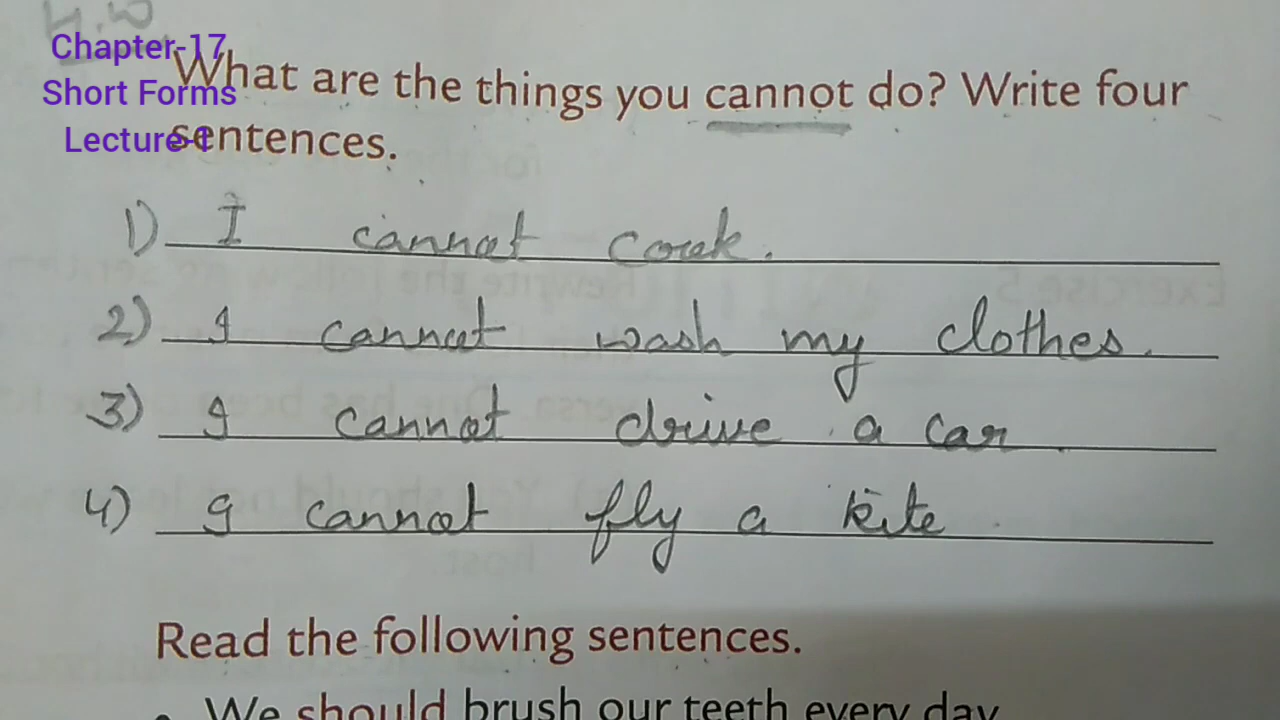 H.W
Chapter-17
Short Forms
Lecture-1
What are the things you cannot do? Write four
sentences.
1) I cannot cook.
2) I cannot wash my clothes.
3) I cannot drive a car
4) I cannot fly a kite
Read the following sentences.
• We should brush our teeth every day